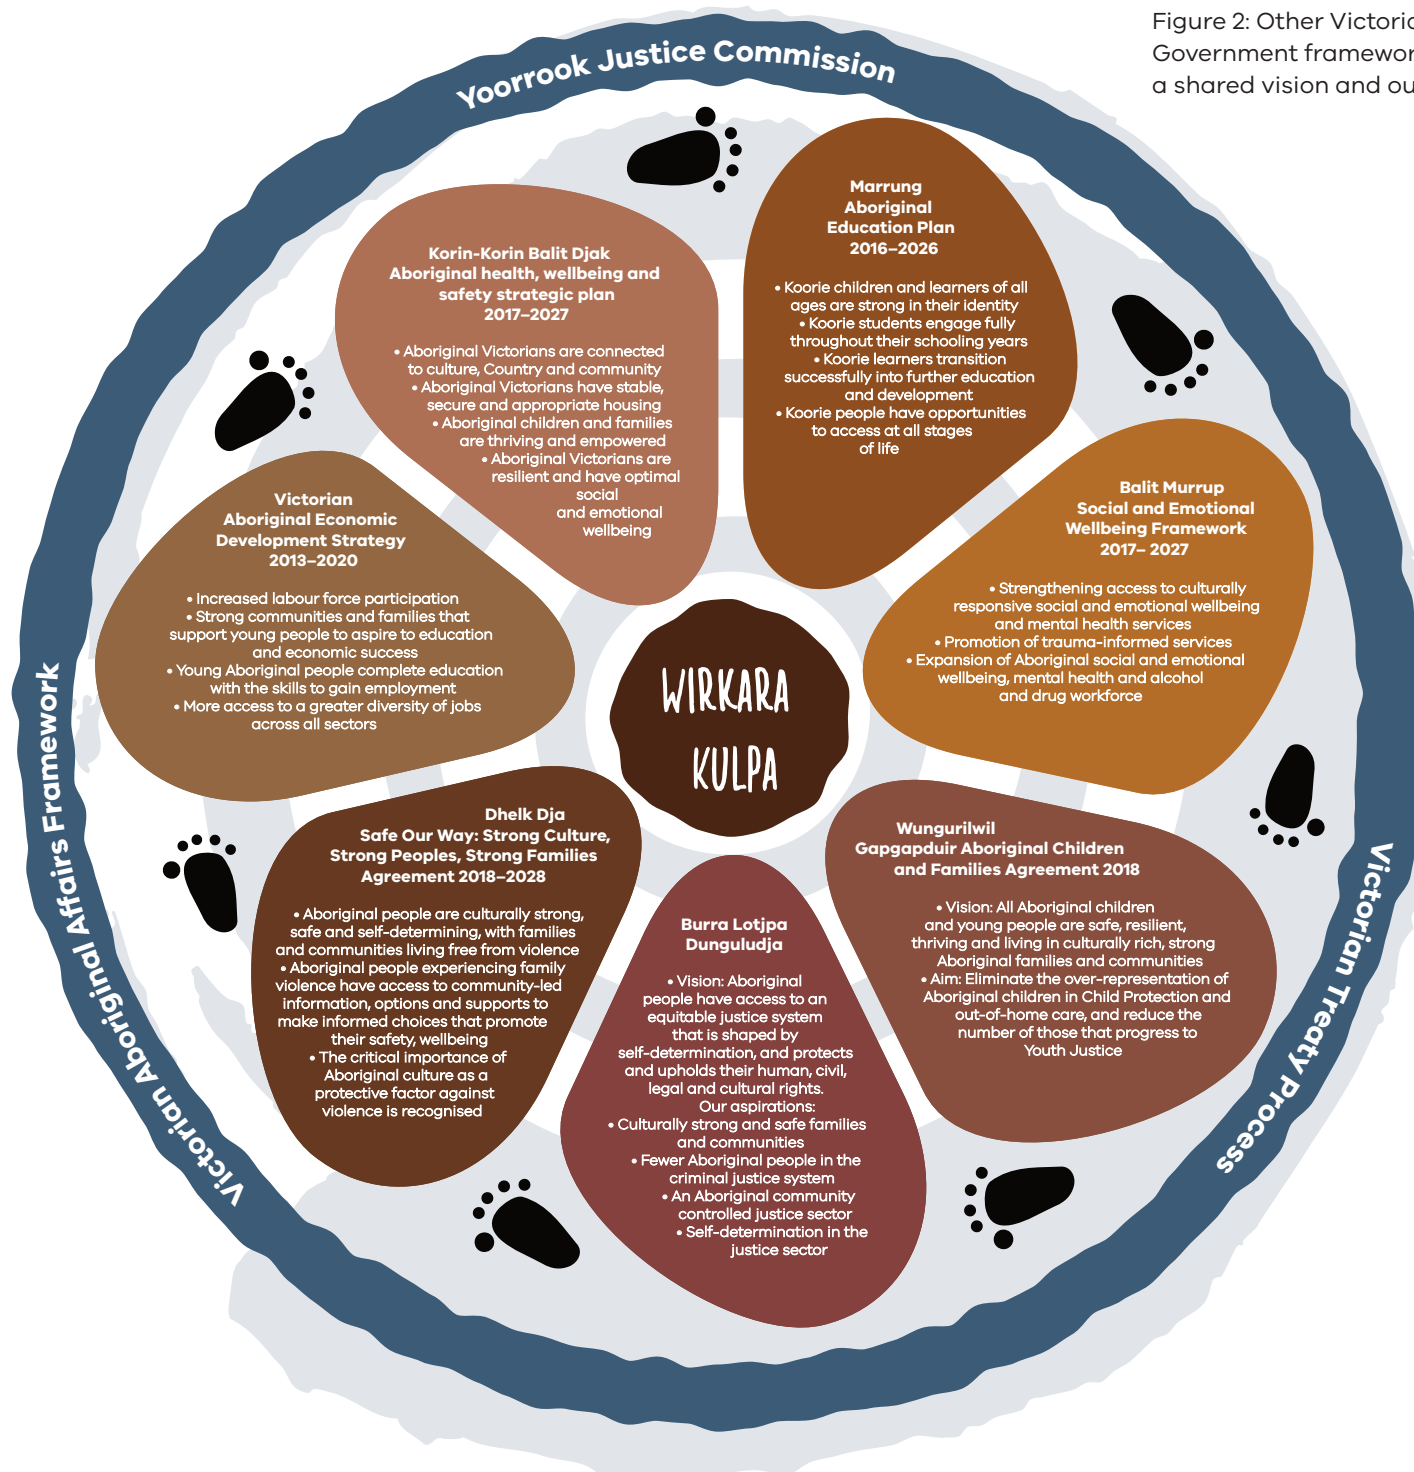 Figure 2: Other Victoria
Government framewor
a shared vision and ou
Yoorrook Justice Commission
Marrung
Aboriginal
Education Plan
2016–2026
• Koorie children and learners of all
ages are strong in their identity
• Koorie students engage fully
throughout their schooling years
• Koorie learners transition
successfully into further education
and development
• Koorie people have opportunities
to access at all stages
of life
Korin-Korin Balit Djak
Aboriginal health, wellbeing and
safety strategic plan
2017–2027
• Aboriginal Victorians are connected
to culture, Country and community
• Aboriginal Victorians have stable,
secure and appropriate housing
• Aboriginal children and families
are thriving and empowered
• Aboriginal Victorians are
resilient and have optimal
social
and emotional
wellbeing
Balit Murrup
Social and Emotional
Wellbeing Framework
2017– 2027
• Strengthening access to culturally
responsive social and emotional wellbeing
and mental health services
• Promotion of trauma-informed services
• Expansion of Aboriginal social and emotional
wellbeing, mental health and alcohol
and drug workforce
Victorian
Aboriginal Economic
Development Strategy
2013–2020
• Increased labour force participation
• Strong communities and families that
support young people to aspire to education
and economic success
• Young Aboriginal people complete education
with the skills to gain employment
• More access to a greater diversity of jobs
across all sectors
WIRKARA
KULPA
Dhelk Dja
Safe Our Way: Strong Culture,
Strong Peoples, Strong Families
Agreement 2018–2028
• Aboriginal people are culturally strong,
safe and self-determining, with families
and communities living free from violence
• Aboriginal people experiencing family
violence have access to community-led
information, options and supports to
make informed choices that promote
their safety, wellbeing
• The critical importance of
Aboriginal culture as a
protective factor against
violence is recognised
Wungurilwil
Gapgapduir Aboriginal Children
and Families Agreement 2018
• Vision: All Aboriginal children
and young people are safe, resilient,
thriving and living in culturally rich, strong
Aboriginal families and communities
• Aim: Eliminate the over-representation of
Aboriginal children in Child Protection and
out-of-home care, and reduce the
number of those that progress to
Youth Justice
Burra Lotjpa
Dunguludja
• Vision: Aboriginal
people have access to an
equitable justice system
that is shaped by
self-determination, and protects
and upholds their human, civil,
legal and cultural rights.
Our aspirations:
• Culturally strong and safe families
and communities
• Fewer Aboriginal people in the
criminal justice system
• An Aboriginal community
controlled justice sector
• Self-determination in the
justice sector
Victorian Aboriginal Affairs Framework
Victorian Treaty Process